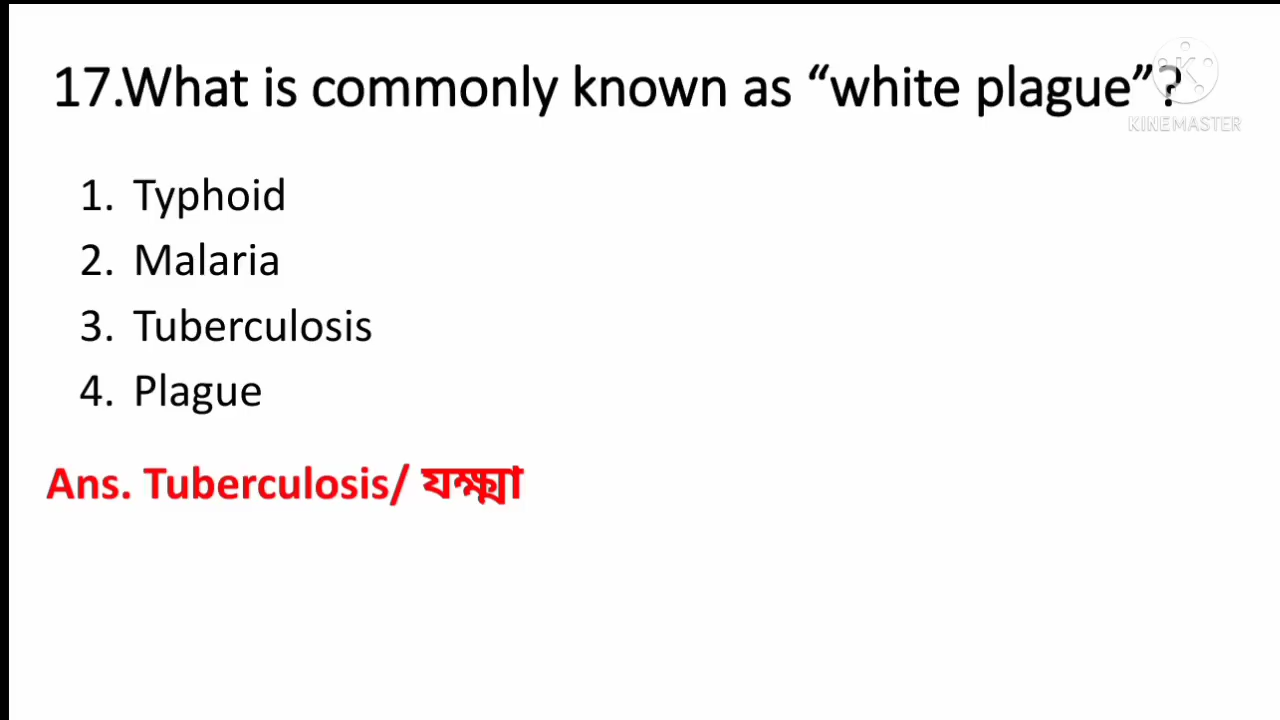 17.What is commonly known as “white plague”?
KINEMASTER
1. Typhoid
2. Malaria
3. Tuberculosis
4. Plague
Ans. Tuberculosis/ যক্ষ্মা